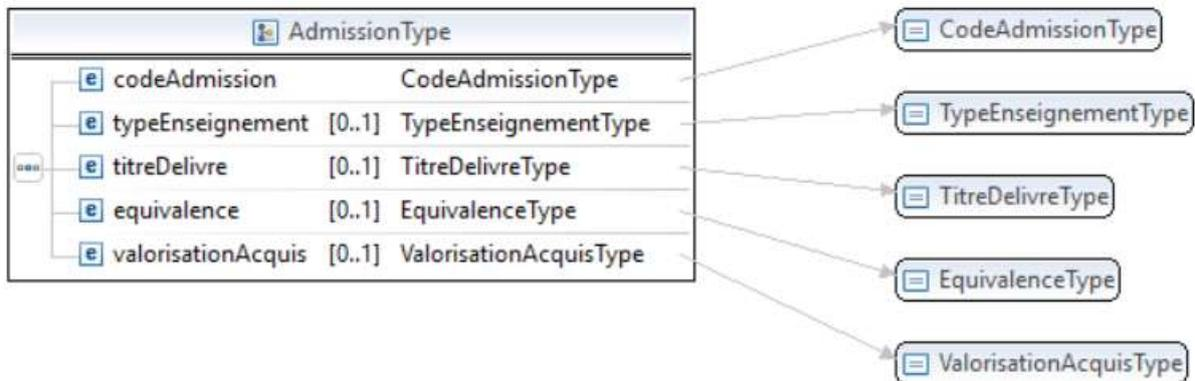 AdmissionType
e codeAdmission CodeAdmissionType
e typeEnseignement [0..1] TypeEnseignementType
e titreDelivre [0..1] TitreDelivreType
e equivalence [0..1] EquivalenceType
e valorisationAcquis [0..1] ValorisationAcquisType
CodeAdmissionType
TypeEnseignementType
TitreDelivreType
EquivalenceType
ValorisationAcquisType